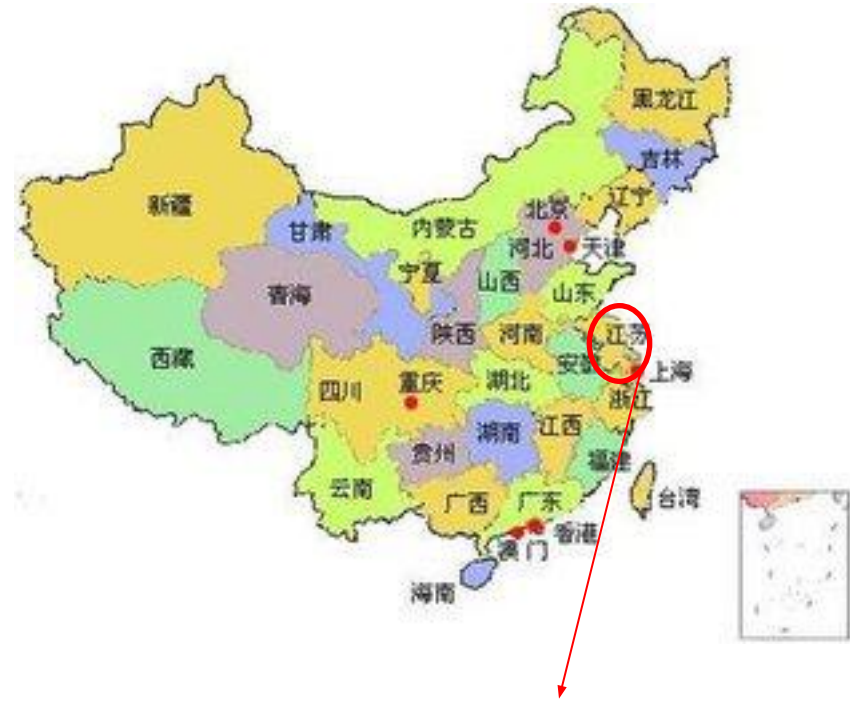 黑龙江
吉林
辽宁
新疆
北京
甘肃
内蒙古
河北
天津
宁夏
山西
青海
山东
陕西
河南
江苏
西藏
安徽
四川
重庆
湖北
上海
浙江
湖南
江西
贵州
福建
云南
广西
广东
台湾
香港
澳门
海南